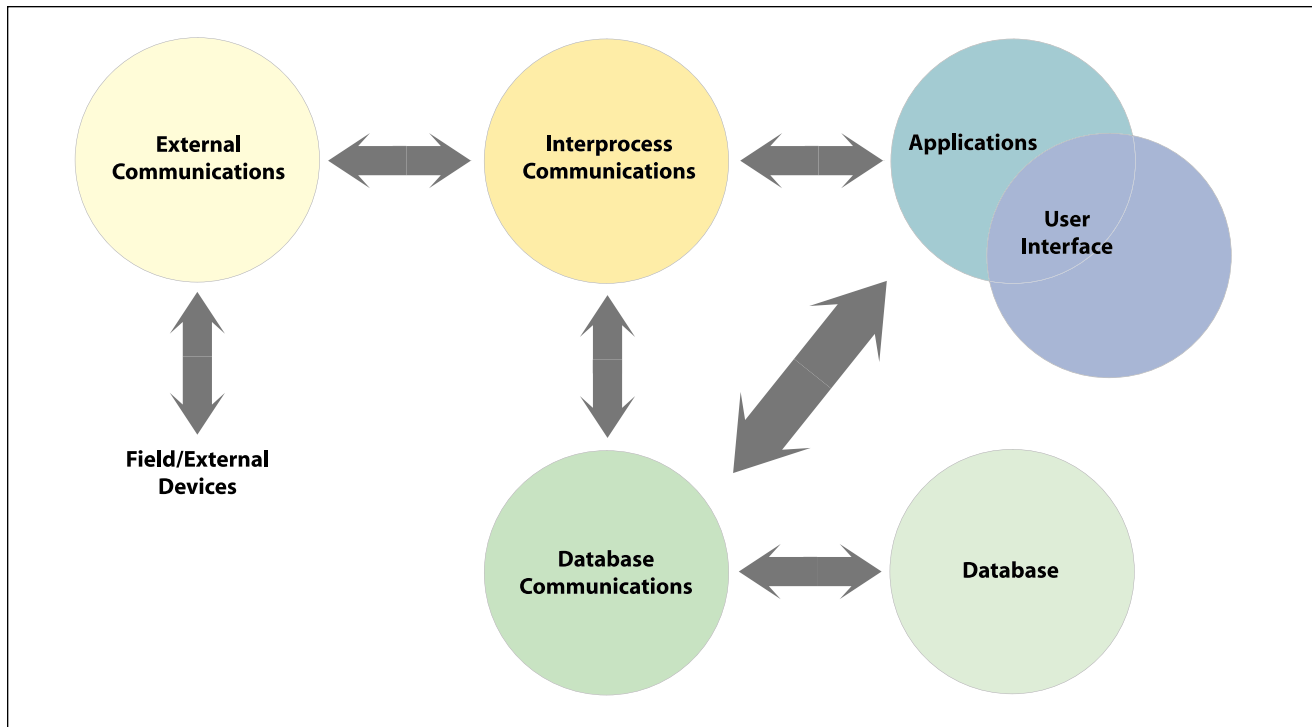 External
Communications
Interprocess
Communications
Applications
User
Interface
Field/External
Devices
Database
Communications
Database